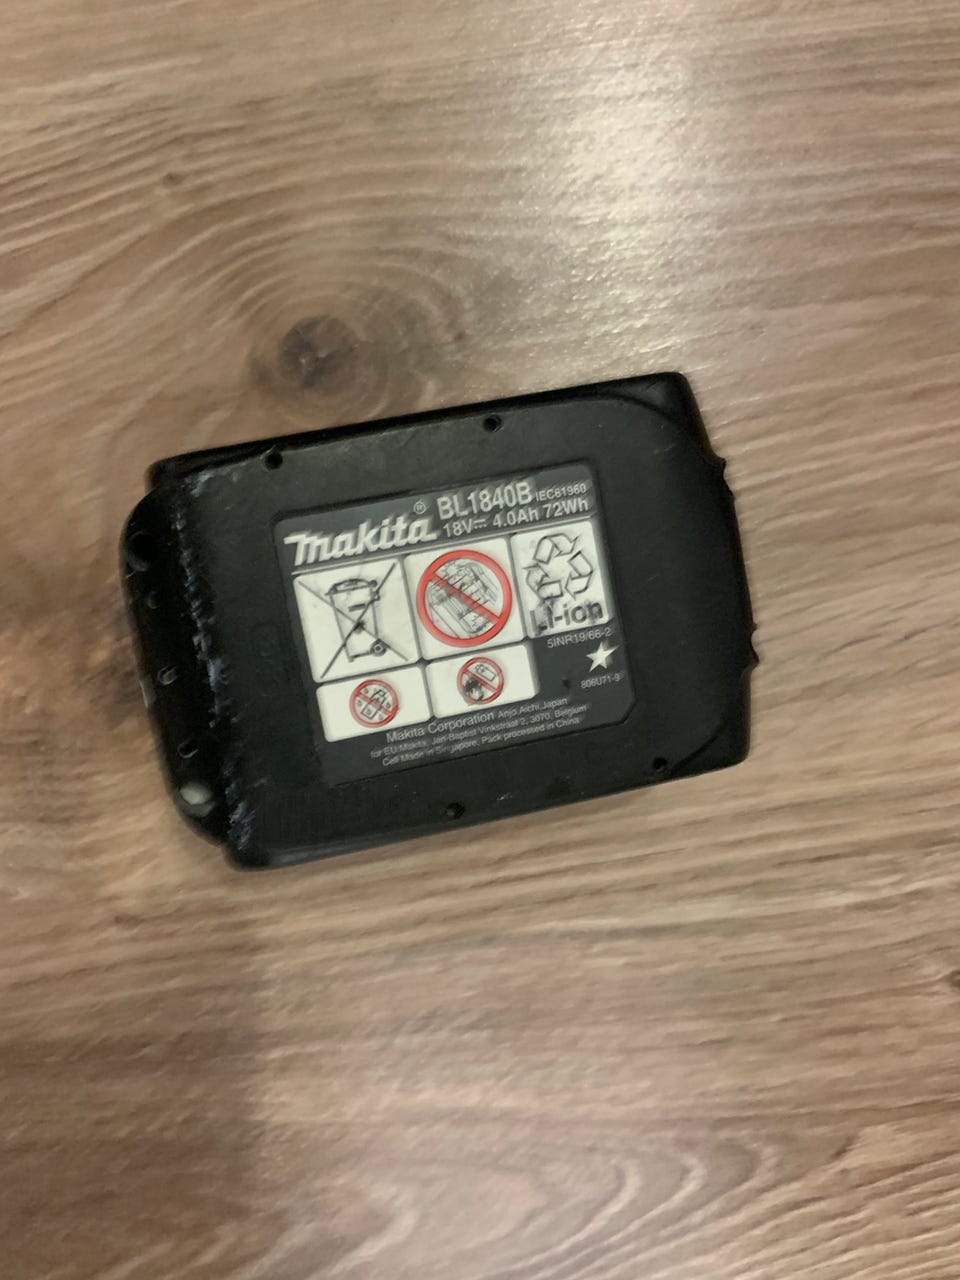 makita® BL1840B IEC61960
18V⎓ 4.0Ah 72Wh
Li-ion
5INR19/66-2
806U71-9
Makita Corporation Anjo, Aichi, Japan
for EU:Makita, Jan-Baptist Vinkstraat 2, 3070, Belgium
Cell Made in Singapore, Pack processed in China